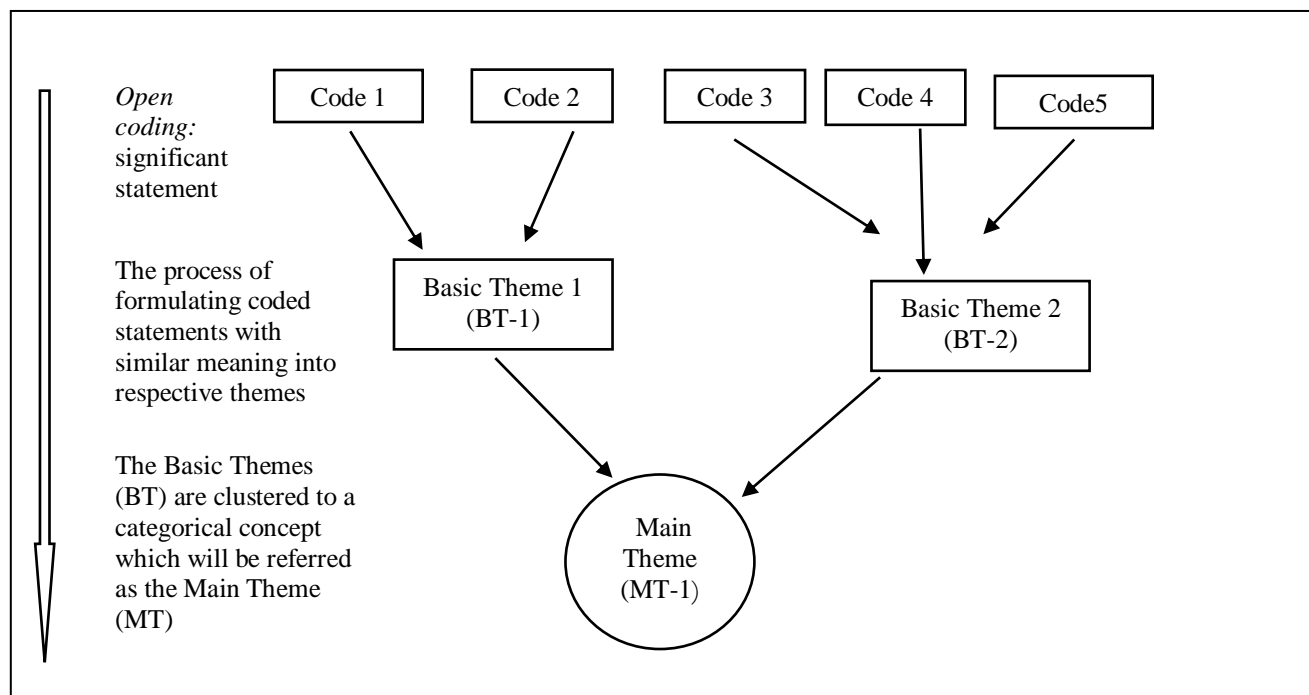 Code 1
Code 2
Code 3
Code 4
Code5
Open
coding:
significant
statement
The process of
formulating coded
statements with
similar meaning into
respective themes
Basic Theme 1
(BT-1)
Basic Theme 2
(BT-2)
The Basic Themes
(BT) are clustered to a
categorical concept
which will be referred
as the Main Theme
(MT)
Main
Theme
(MT-1)